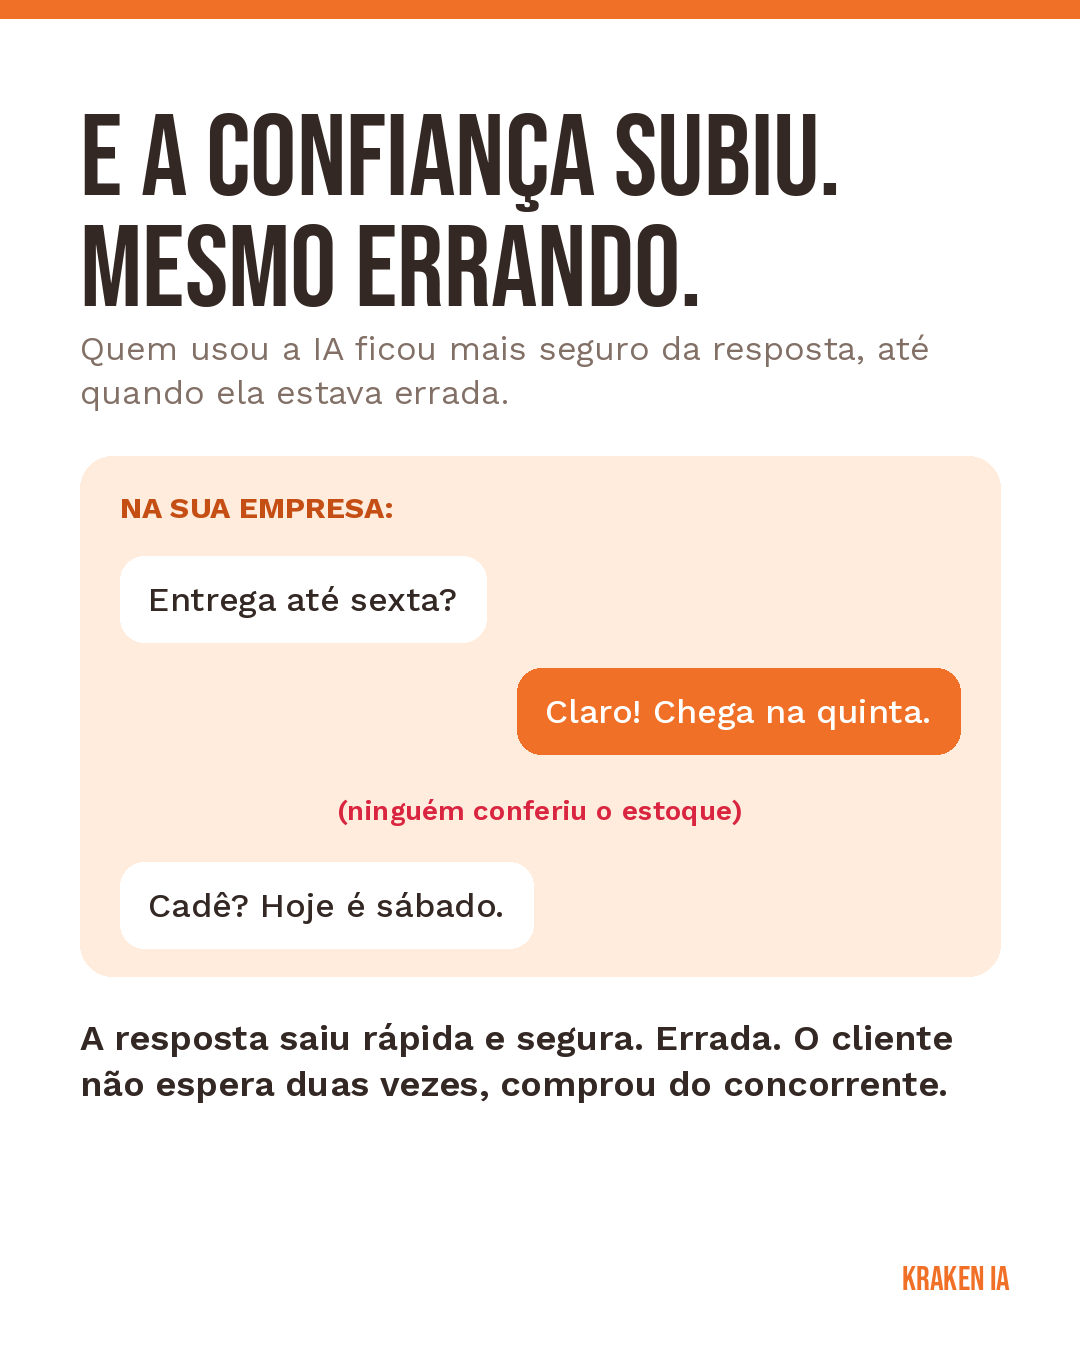 E A CONFIANÇA SUBIU.
MESMO ERRANDO.
Quem usou a IA ficou mais seguro da resposta, até
quando ela estava errada.
NA SUA EMPRESA:
Entrega até sexta?
Claro! Chega na quinta.
(ninguém conferiu o estoque)
Cadê? Hoje é sábado.
A resposta saiu rápida e segura. Errada. O cliente
não espera duas vezes, comprou do concorrente.
KRAKEN IA